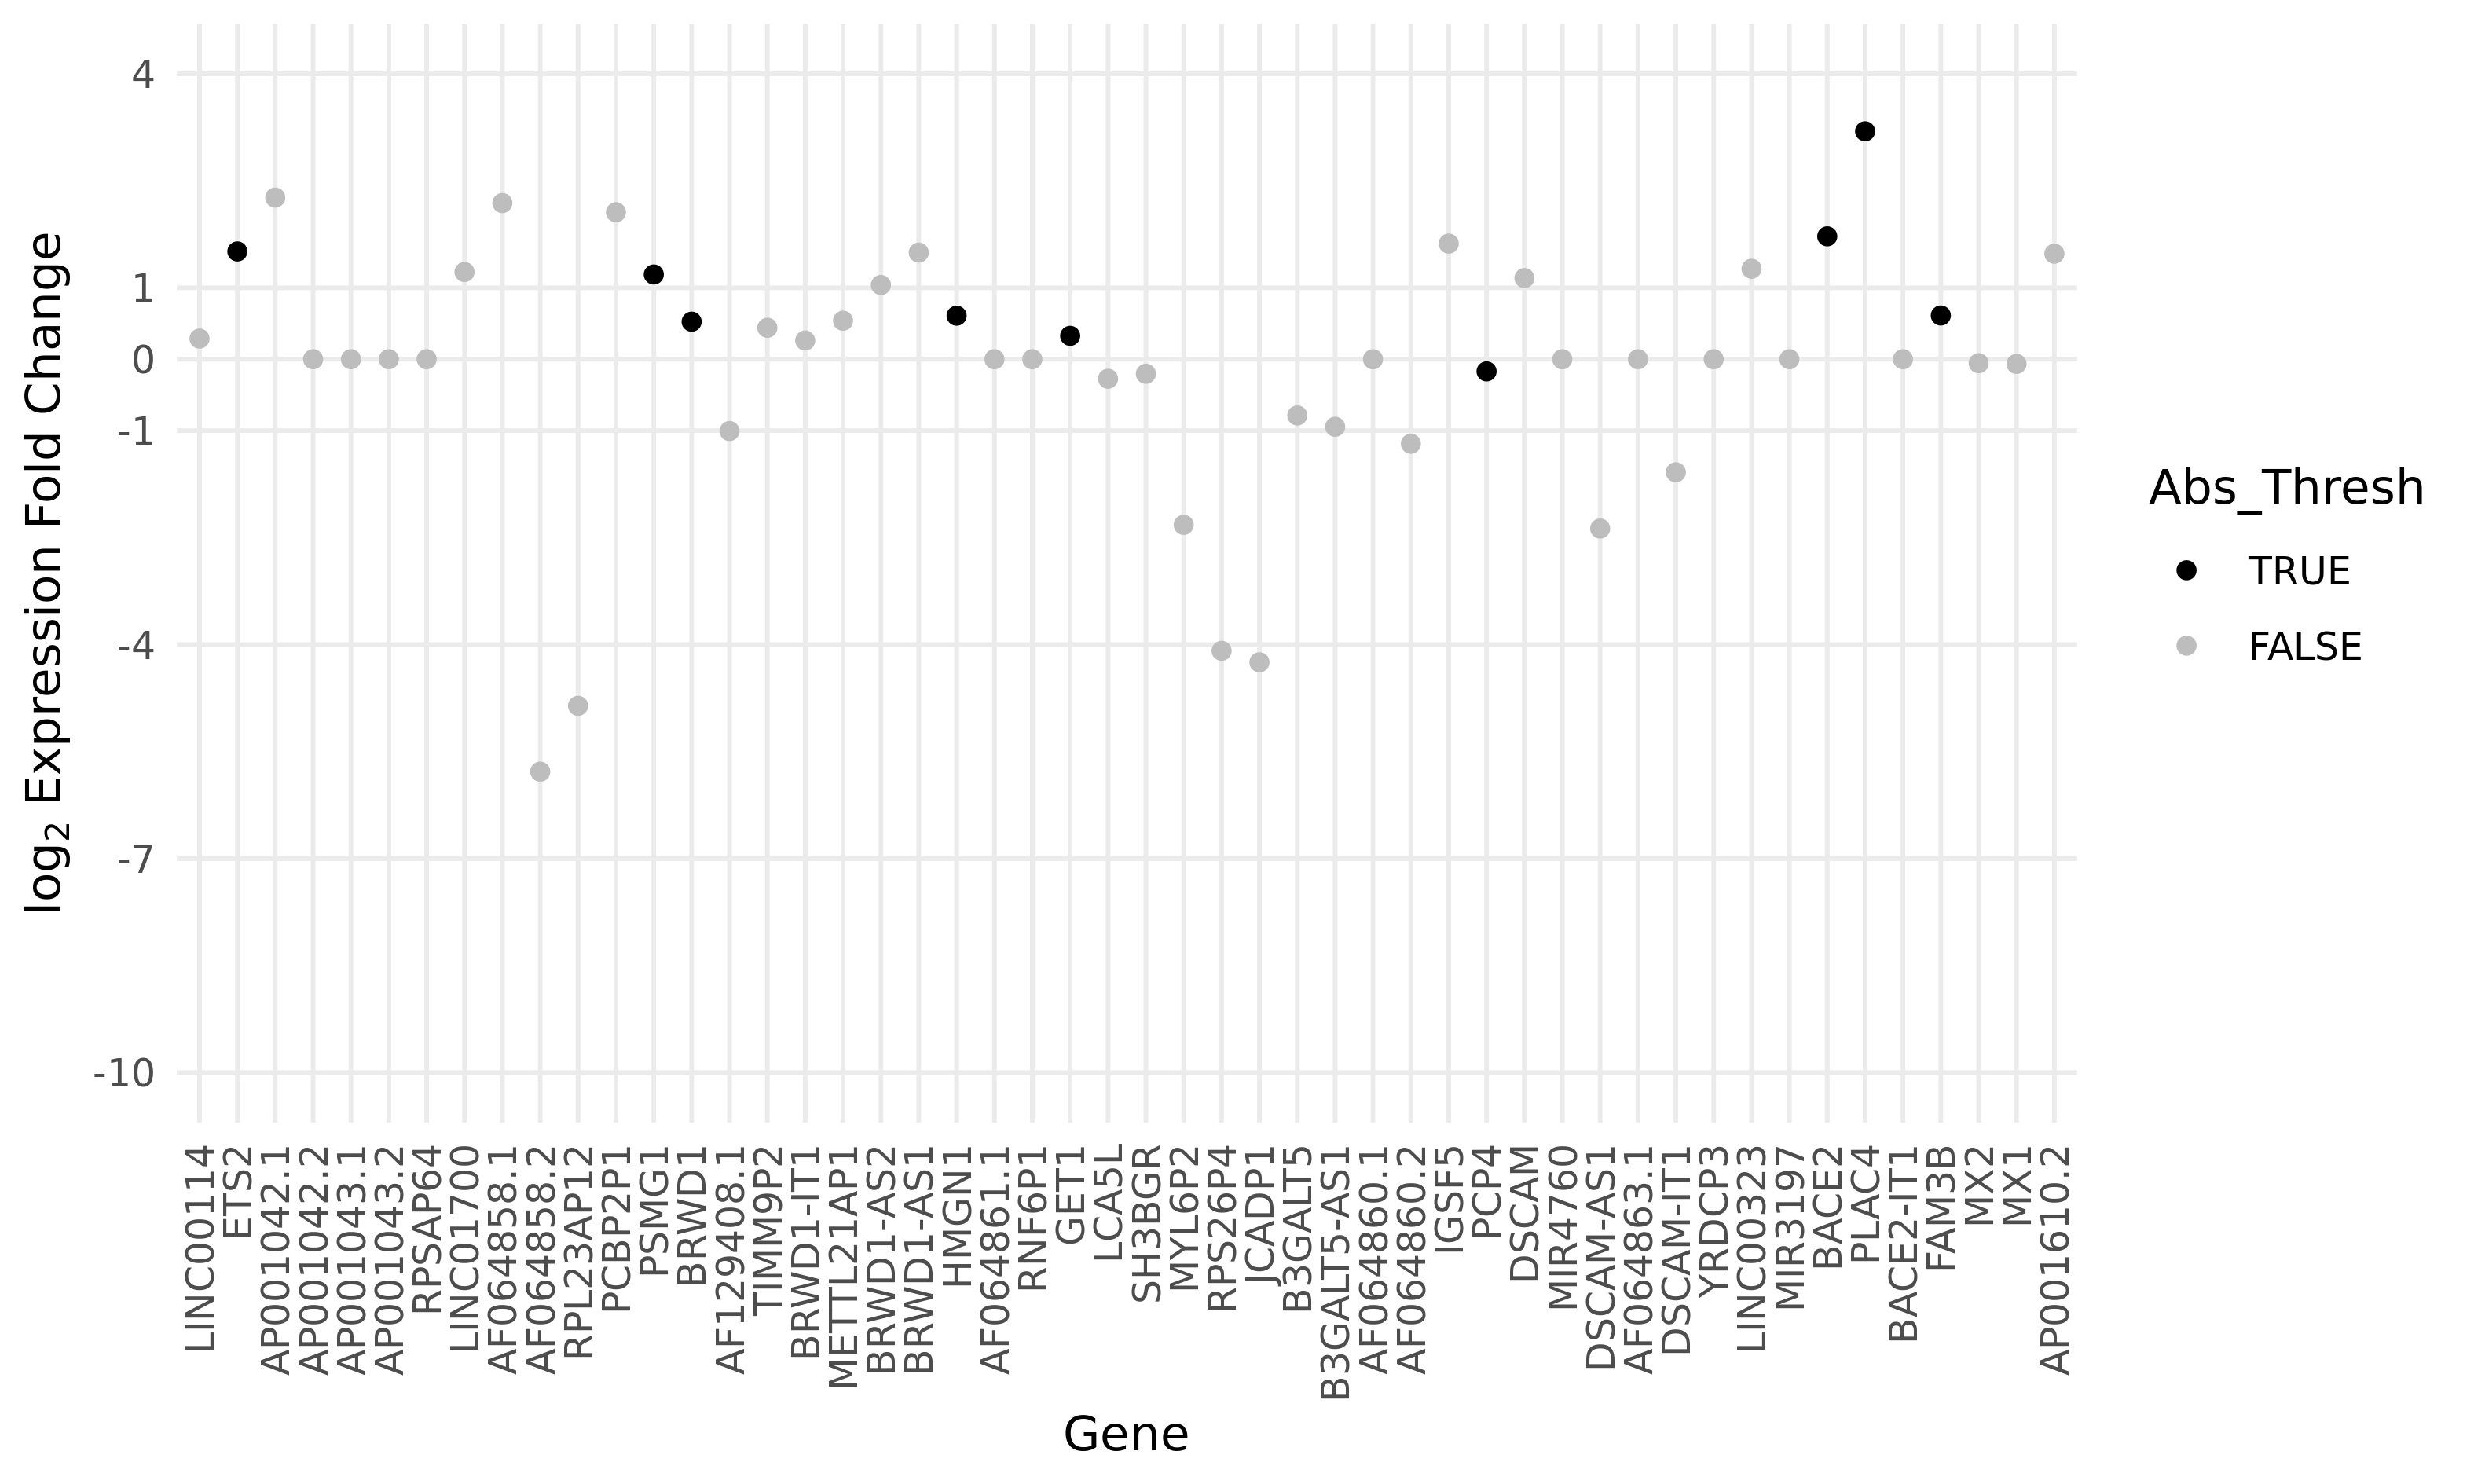 log2 Expression Fold Change
4
1
0
-1
-4
-7
-10
LINC00114
ETS2
AP001042.1
AP001042.2
AP001043.1
AP001043.2
RPSAP64
LINC01700
AF064858.1
AF064858.2
RPL23AP12
PCBP2P1
PSMG1
BRWD1
AF129408.1
TIMM9P2
BRWD1-IT1
METTL21AP1
BRWD1-AS2
BRWD1-AS1
HMGN1
AF064861.1
RNF6P1
GET1
LCA5L
SH3BGR
MYL6P2
RPS26P4
JCADP1
B3GALT5
B3GALT5-AS1
AF064860.1
AF064860.2
IGSF5
PCP4
DSCAM
MIR4760
DSCAM-AS1
AF064863.1
DSCAM-IT1
YRDCP3
LINC00323
MIR3197
BACE2
PLAC4
BACE2-IT1
FAM3B
MX2
MX1
AP001610.2
Gene
Abs_Thresh
TRUE
FALSE